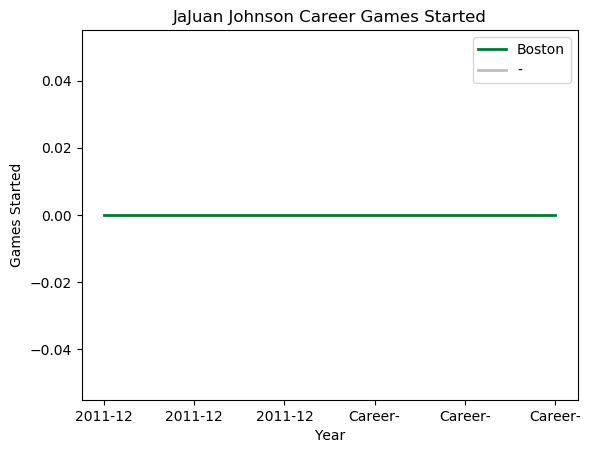 JaJuan Johnson Career Games Started
Boston
-
0.04
0.02
0.00
−0.02
−0.04
Games Started
2011-12 2011-12 2011-12 Career- Career- Career-
Year